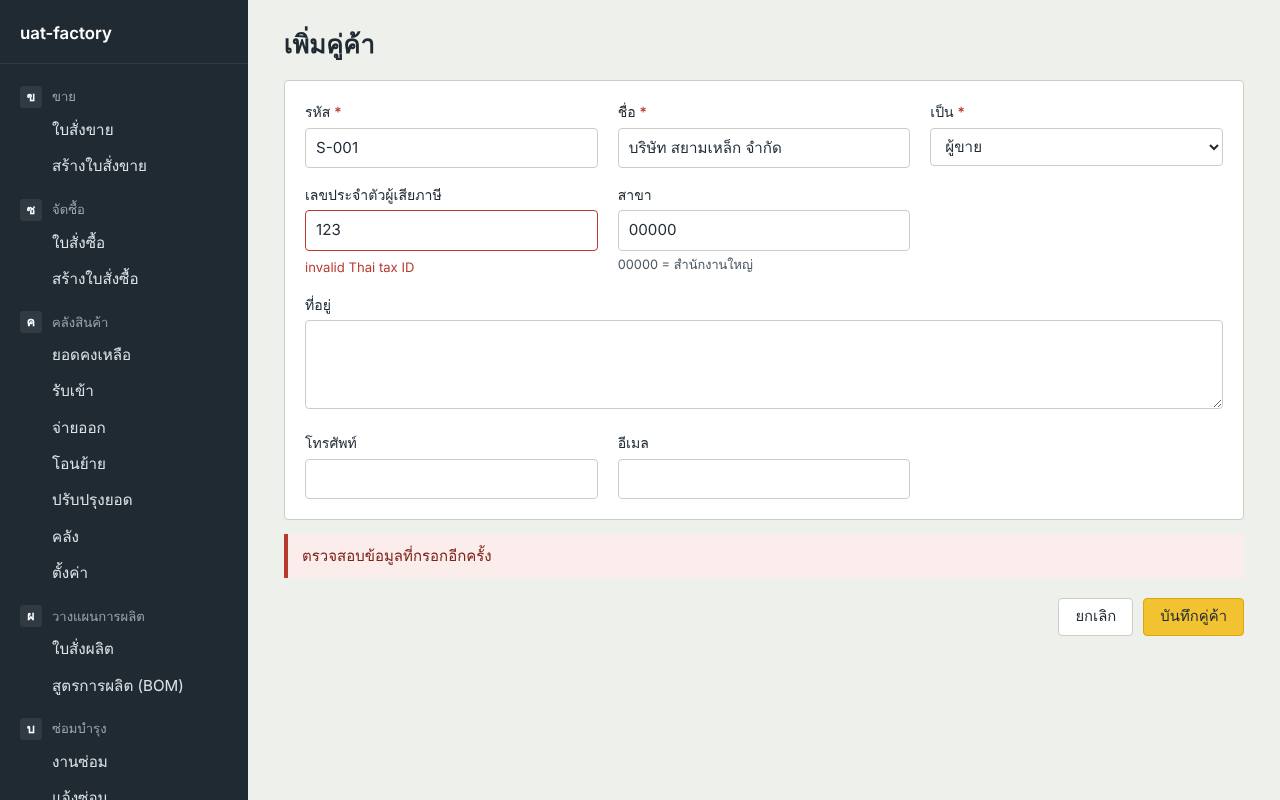 uat-factory
ข ขาย
ใบสั่งขาย
สร้างใบสั่งขาย
ซ จัดซื้อ
ใบสั่งซื้อ
สร้างใบสั่งซื้อ
ค คลังสินค้า
ยอดคงเหลือ
รับเข้า
จ่ายออก
โอนย้าย
ปรับปรุงยอด
คลัง
ตั้งค่า
ผ วางแผนการผลิต
ใบสั่งผลิต
สูตรการผลิต (BOM)
บ ซ่อมบำรุง
งานซ่อม
แจ้งซ่อม
เพิ่มคู่ค้า
รหัส * ชื่อ * เป็น *
S-001 บริษัท สยามเหล็ก จำกัด ผู้ขาย
เลขประจำตัวผู้เสียภาษี สาขา
123 00000
invalid Thai tax ID 00000 = สำนักงานใหญ่
ที่อยู่
โทรศัพท์ อีเมล
ตรวจสอบข้อมูลที่กรอกอีกครั้ง
ยกเลิก บันทึกคู่ค้า